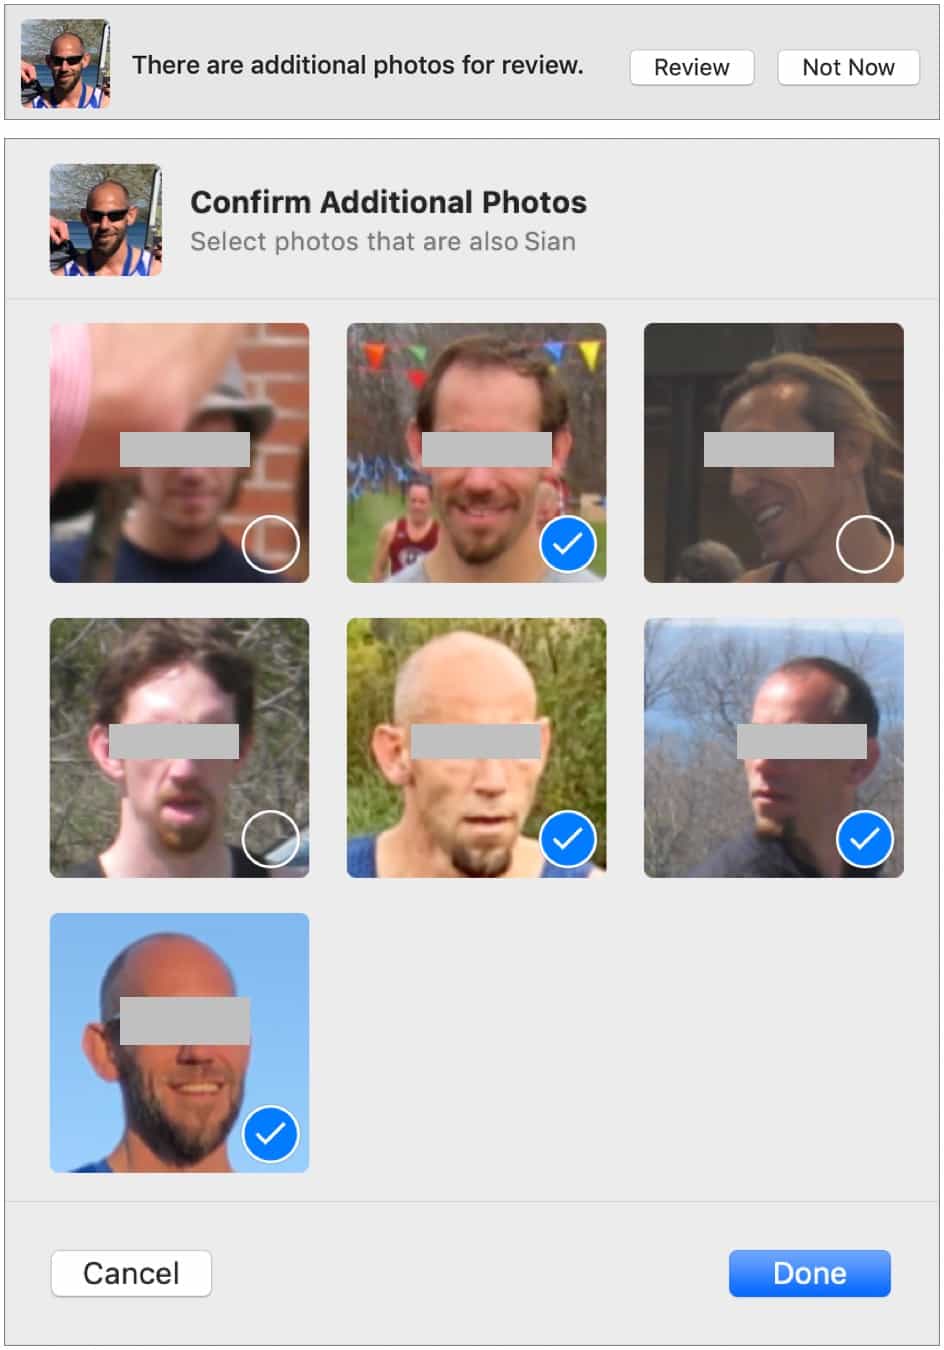 There are additional photos for review.
Review
Not Now
Confirm Additional Photos
Select photos that are also Sian
Cancel
Done